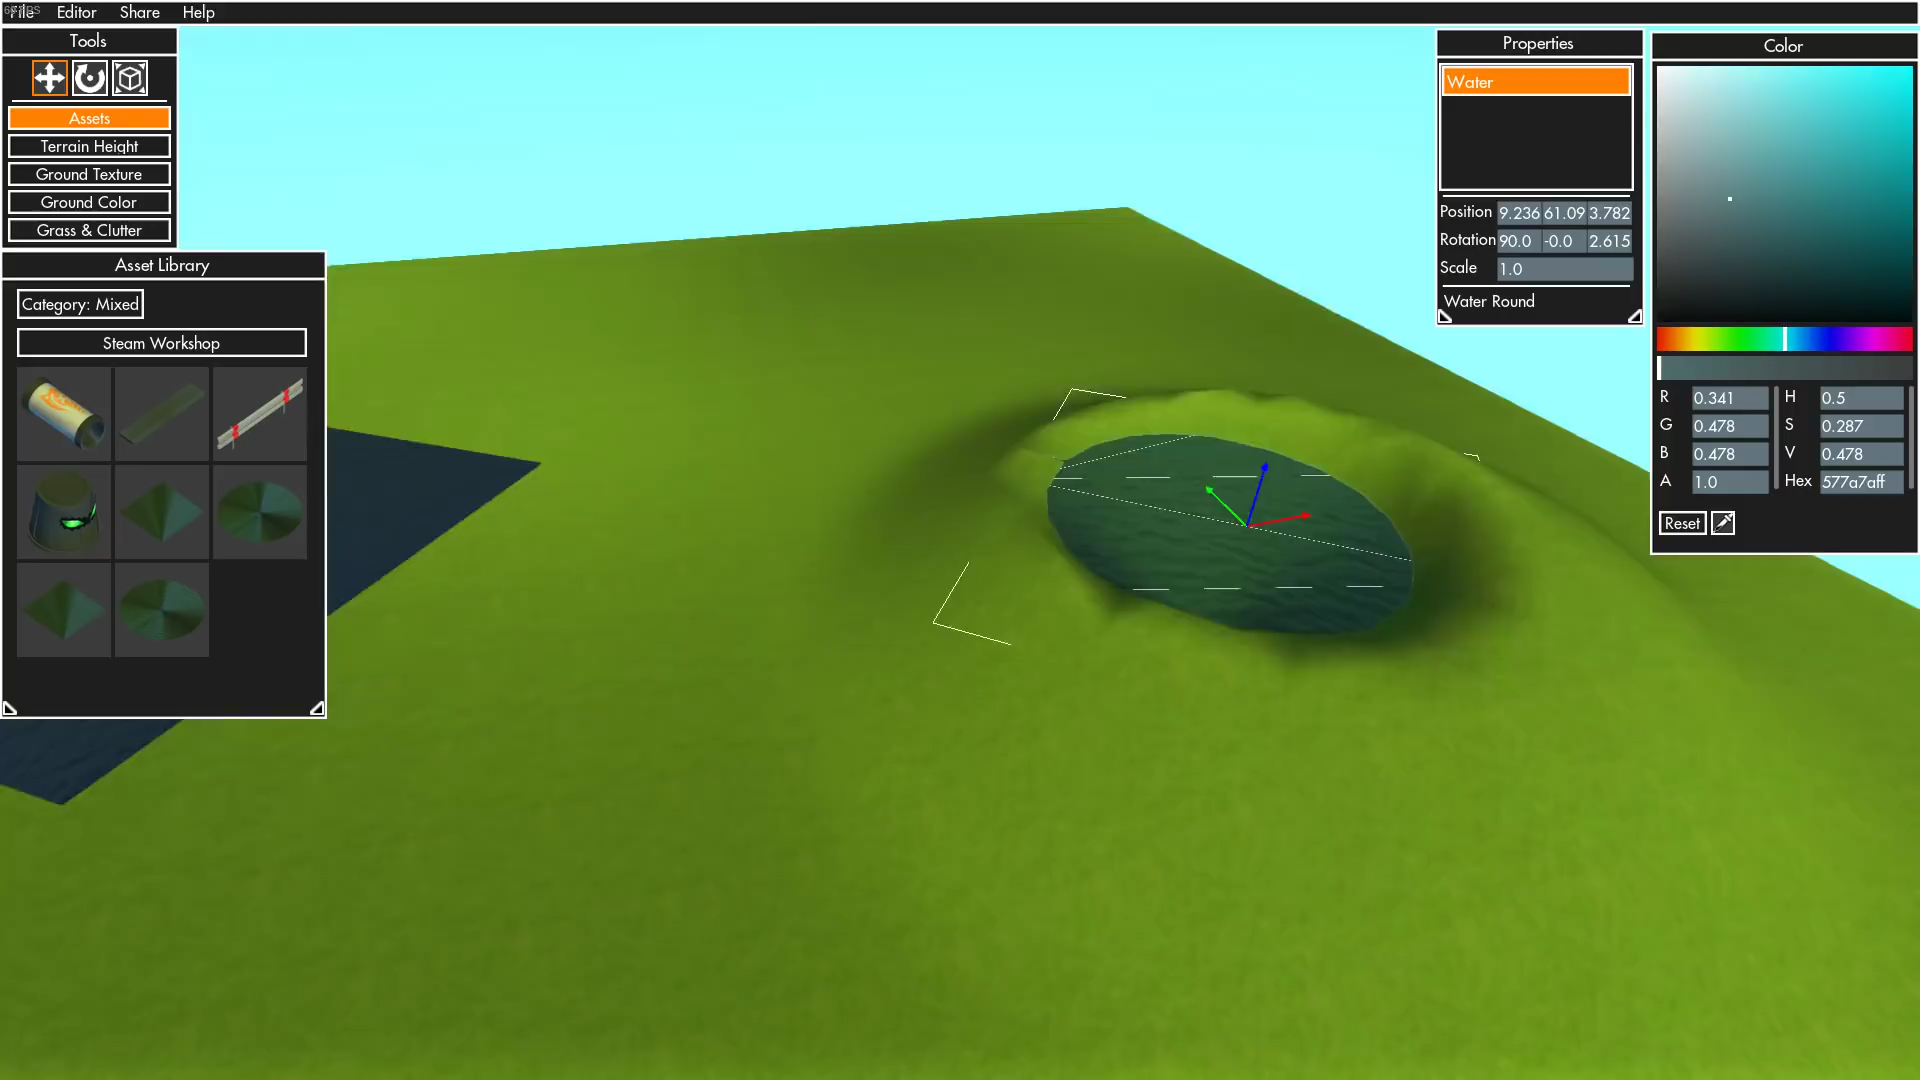 File Editor Share Help
Tools
Assets
Terrain Height
Ground Texture
Ground Color
Grass & Clutter
Asset Library
Category: Mixed
Steam Workshop
Properties
Water
Position 9.236 61.09 3.782
Rotation 90.0 -0.0 2.615
Scale 1.0
Water Round
Color
R 0.341 H 0.5
G 0.478 S 0.287
B 0.478 V 0.478
A 1.0 Hex 577a7aff
Reset